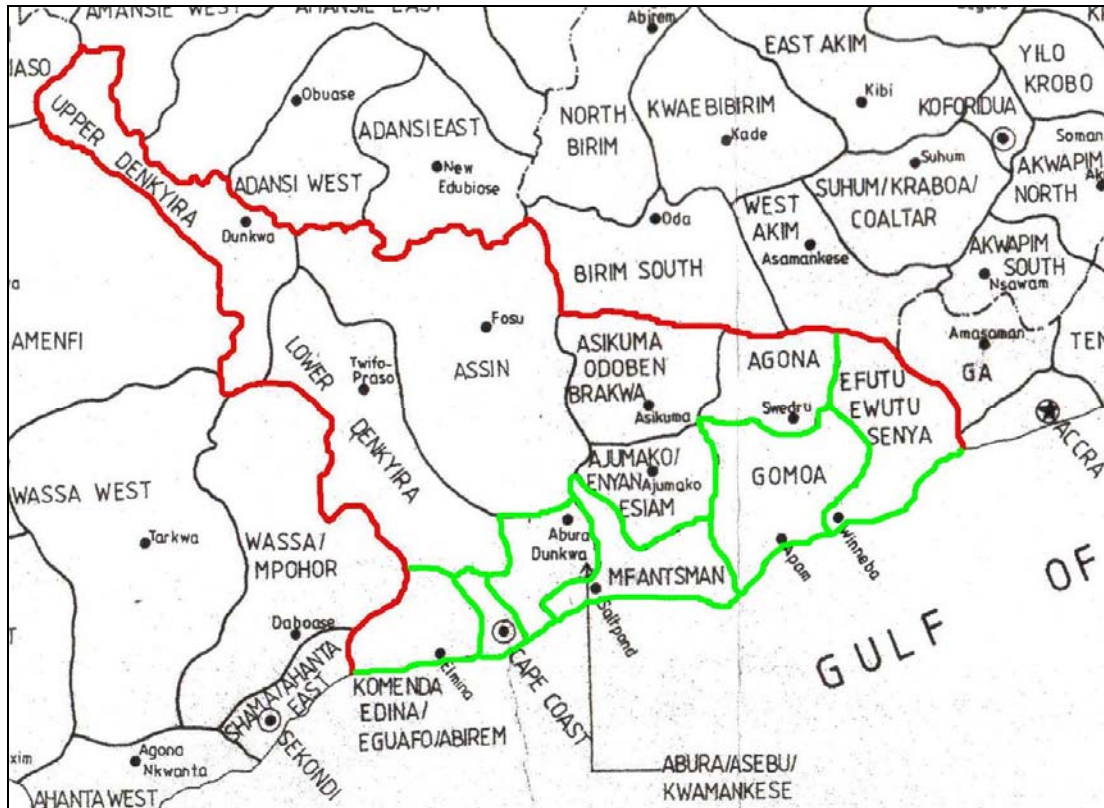 AMANSIE WEST
AMANSIE EAST
Abirem
EAST AKIM
YILO
KROBO
Obuase
ADANSI EAST
New
Edubiase
NORTH
BIRIM
KWAEBIBIRIM
Kade
Kibi
KOFORIDUA
Suhum
SUHUM/KRABOA/
COALTAR
AKWAPIM
NORTH
UPPER DENKYIRA
ADANSI WEST
Dunkwa
Oda
WEST
AKIM
Asamankese
AKWAPIM
SOUTH
Nsawam
BIRIM SOUTH
AMENFI
LOWER
DENKYIRA
Twifo-
Praso
Fosu
ASSIN
ASIKUMA
ODOBEN
BRAKWA
Asikuma
AGONA
Swedru
EFUTU
EWUTU
SENYA
Amasaman
GA
ACCRA
AJUMAKO/
ENYAN
Ajumako
ESIAM
GOMOA
WASSA WEST
Tarkwa
WASSA/
MPOHOR
Daboase
Abura
Dunkwa
MFANTSMAN
Saltpond
Apam
Winneba
GULF OF
Elmina
CAPE COAST
SHAMA/AHANTA
EAST
SEKONDI
KOMENDA
EDINA/
EGUAFO/ABIREM
Agona
Nkwanta
AHANTA WEST
ABURA/ASEBU/
KWAMANKESE